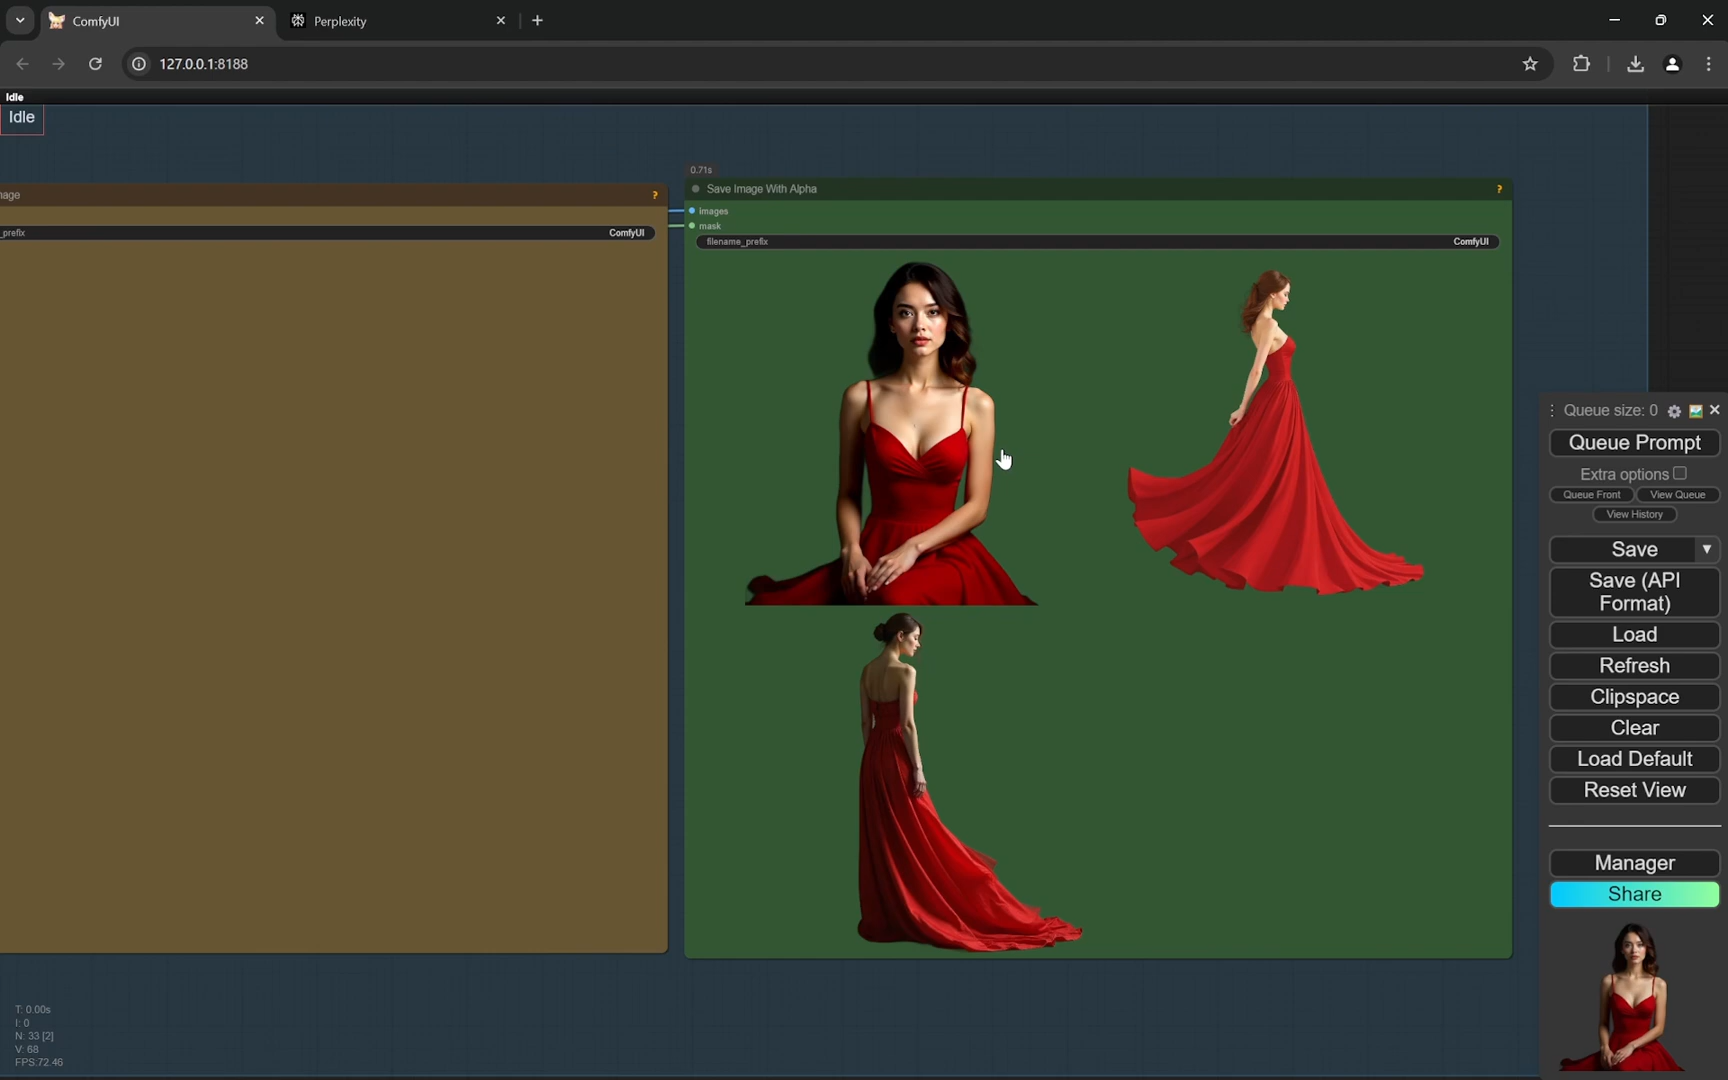 ComfyUI
Perplexity
127.0.0.1:8188
Idle
Idle
0.71s
mage
?
_prefix
ComfyUI
Save Image With Alpha
?
images
mask
filename_prefix
ComfyUI
Queue size: 0
Queue Prompt
Extra options
Queue Front
View Queue
View History
Save
Save (API
Format)
Load
Refresh
Clipspace
Clear
Load Default
Reset View
Manager
Share
T: 0.00s
I: 0
N: 33 [2]
V: 68
FPS:72.46